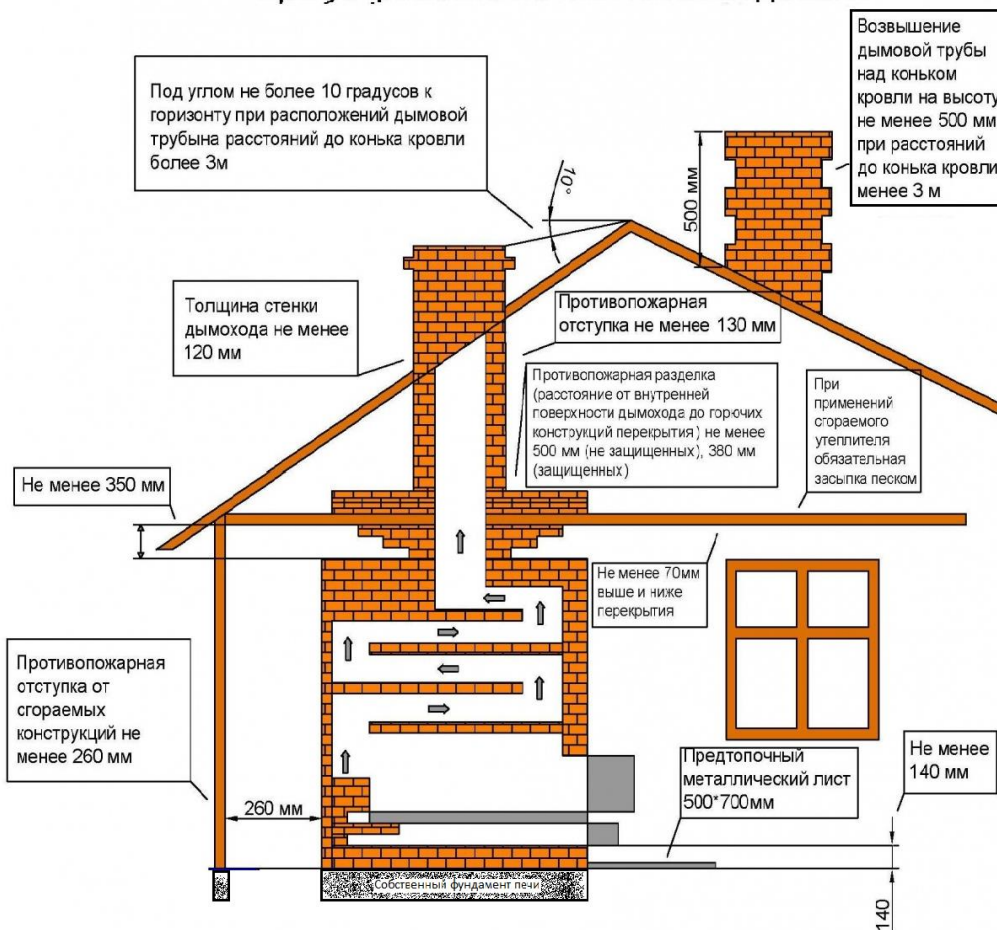 Возвышение
дымовой трубы
над коньком
кровли на высоту
не менее 500 мм
при расстояний
до конька кровли
менее 3 м
Под углом не более 10 градусов к
горизонту при расположений дымовой
трубына расстояний до конька кровли
более 3м
10°
500 мм
Толщина стенки
дымохода не менее
120 мм
Противопожарная
отступка не менее 130 мм
Противопожарная разделка
(расстояние от внутренней
поверхности дымохода до горючих
конструкций перекрытия) не менее
500 мм (не защищенных), 380 мм
(защищенных)
При
применений
сгораемого
утеплителя
обязательная
засыпка песком
Не менее 350 мм
Не менее 70мм
выше и ниже
перекрытия
Противопожарная
отступка от
сгораемых
конструкций не
менее 260 мм
260 мм
Предтопочный
металлический лист
500*700мм
Не менее
140 мм
Собственный фундамент печи
140